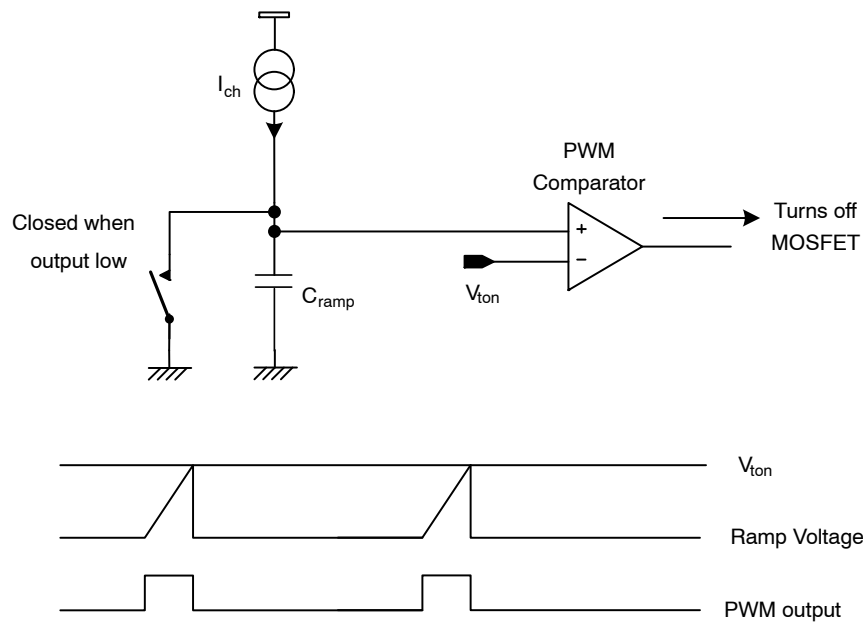 I_ch
PWM
Comparator
Closed when
output low
+
−
Turns off
MOSFET
V_ton
C_ramp
V_ton
Ramp Voltage
PWM output